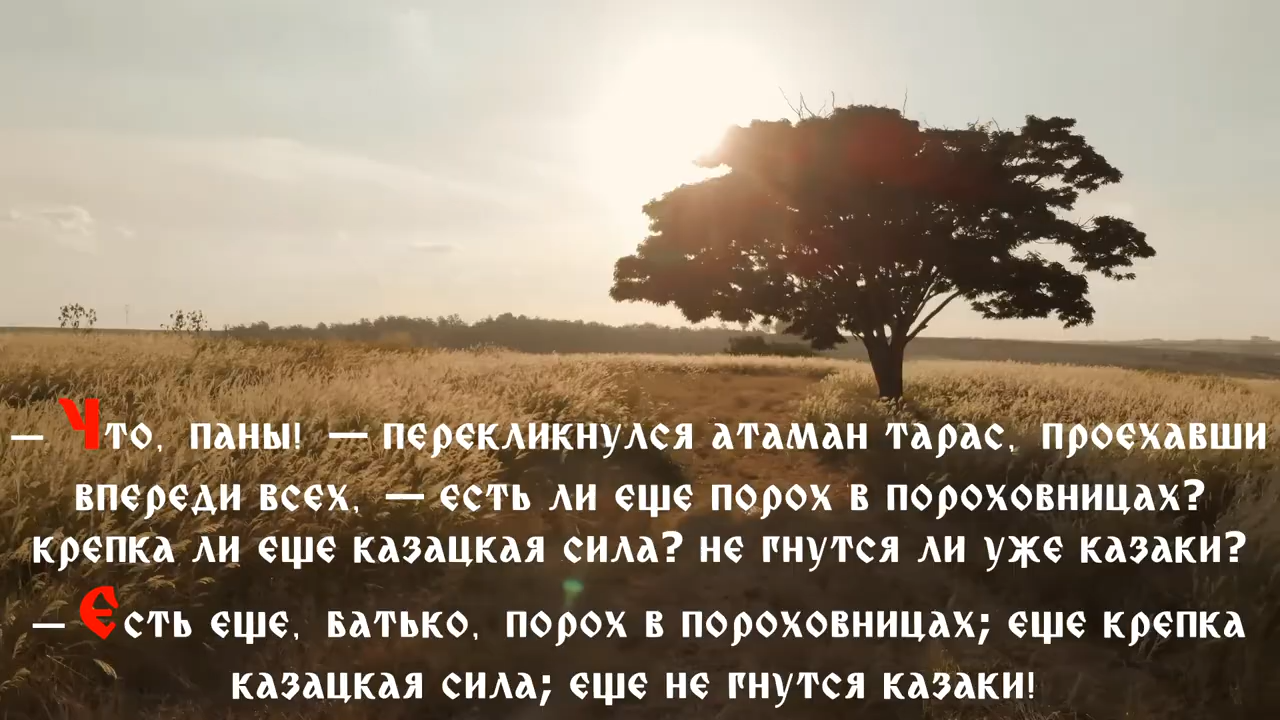 — Что, паны! — перекликнулся атаман тарас, проехавши
впереди всех, — есть ли еще порох в пороховницах?
крепка ли еще казацкая сила? не гнутся ли уже казаки?
— Есть еще, батько, порох в пороховницах; еще крепка
казацкая сила; еще не гнутся казаки!